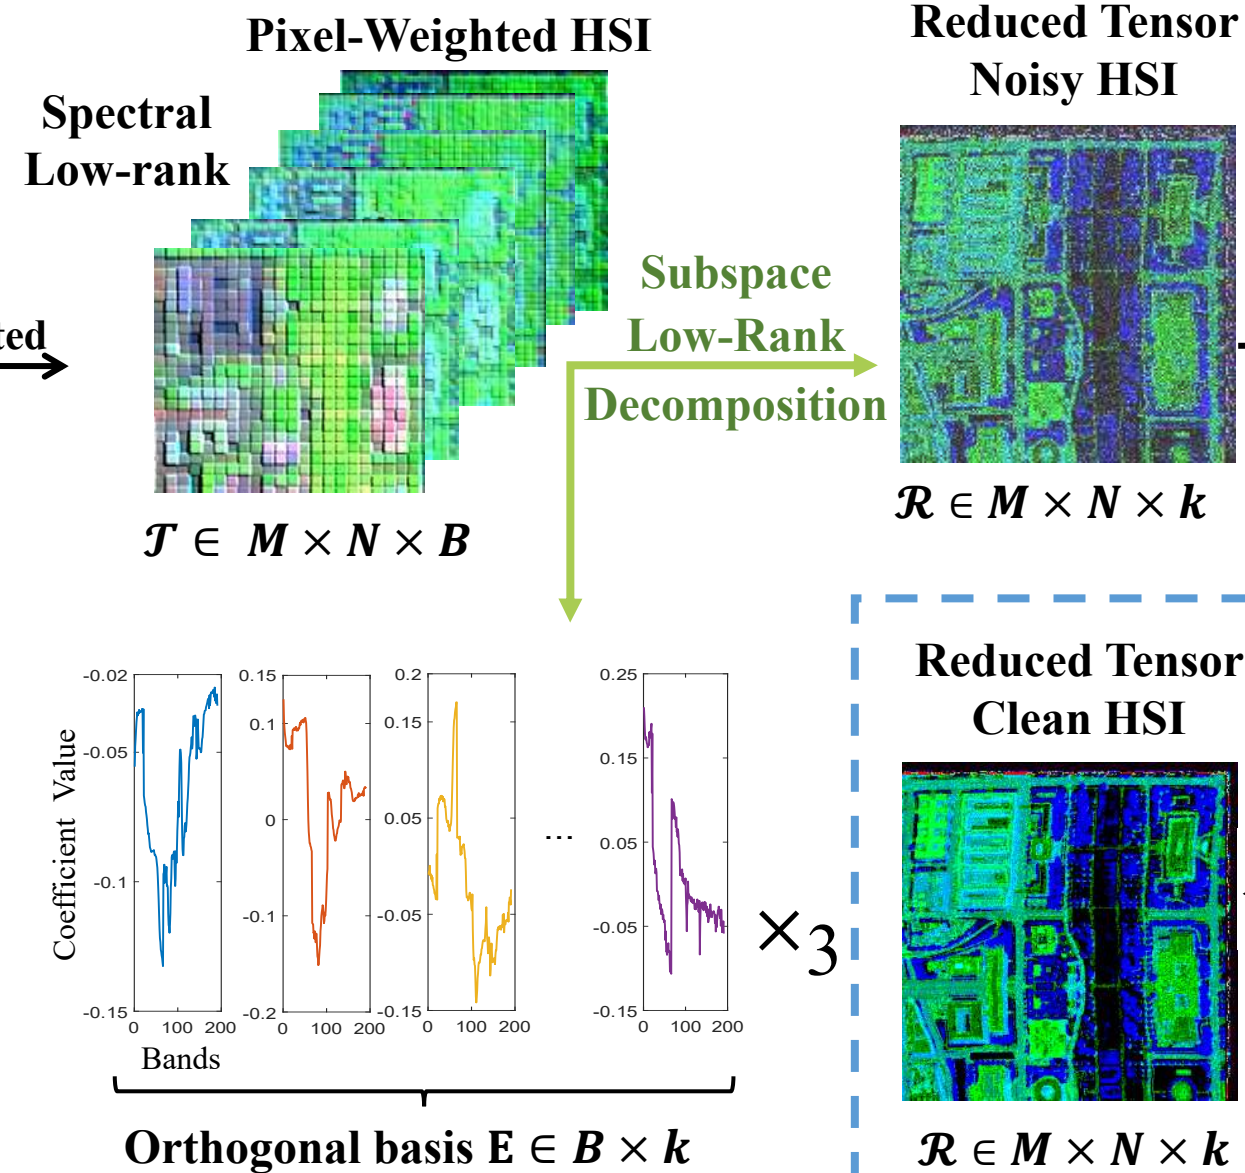 Pixel-Weighted HSI
Reduced Tensor
Noisy HSI
Spectral
Low-rank
Subspace
Low-Rank
Decomposition
𝓣 ∈ M × N × B
𝓡 ∈ M × N × k
Reduced Tensor
Clean HSI
Coefficient Value
-0.02
-0.05
-0.1
-0.15
0 100 200
Bands
0.15
0.1
0
-0.1
-0.2
0 100 200
0.2
0.15
0.05
-0.05
-0.15
0 100 200
...
0.25
0.15
0.05
-0.05
-0.15
0 100 200
×3
Orthogonal basis E ∈ B × k
𝓡 ∈ M × N × k